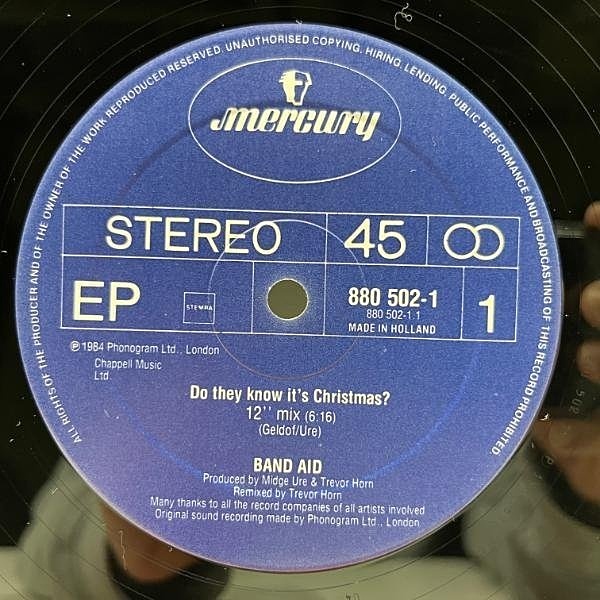 ALL RIGHTS OF THE PRODUCER AND OF THE OWNER OF THE WORK REPRODUCED RESERVED. UNAUTHORISED COPYING. HIRING. LENDING. PUBLIC PERFORMANCE AND BROADCASTING OF THIS RECORD PROHIBITED.
mercury
STEREO 45
EP STEMRA 880 502-1 1
880 502-1.1
MADE IN HOLLAND
℗1984 Phonogram Ltd., London
Chappell Music
Ltd.
Do they know it's Christmas?
12'' mix (6:16)
(Geldof/Ure)
BAND AID
Produced by Midge Ure & Trevor Horn
Remixed by Trevor Horn
Many thanks to all the record companies of all artists involved
Original sound recording made by Phonogram Ltd., London